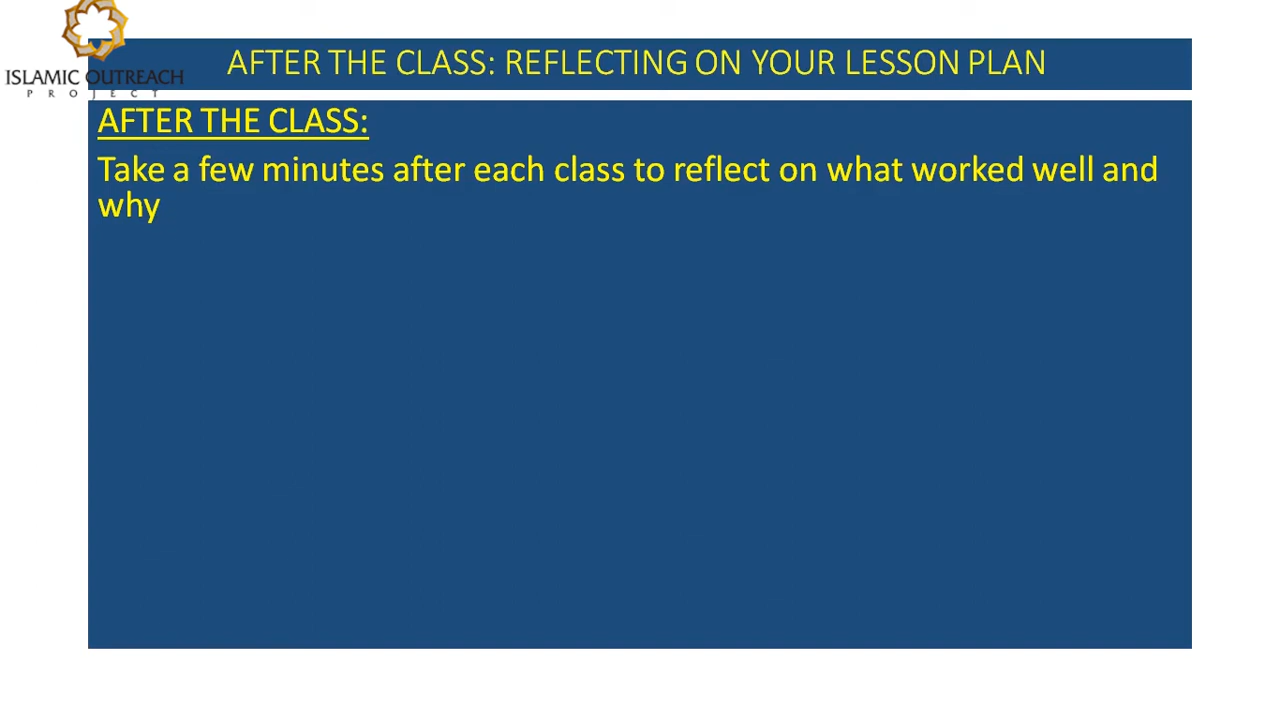 ISLAMIC OUTREACH
PROJECT
AFTER THE CLASS: REFLECTING ON YOUR LESSON PLAN
AFTER THE CLASS:
Take a few minutes after each class to reflect on what worked well and
why